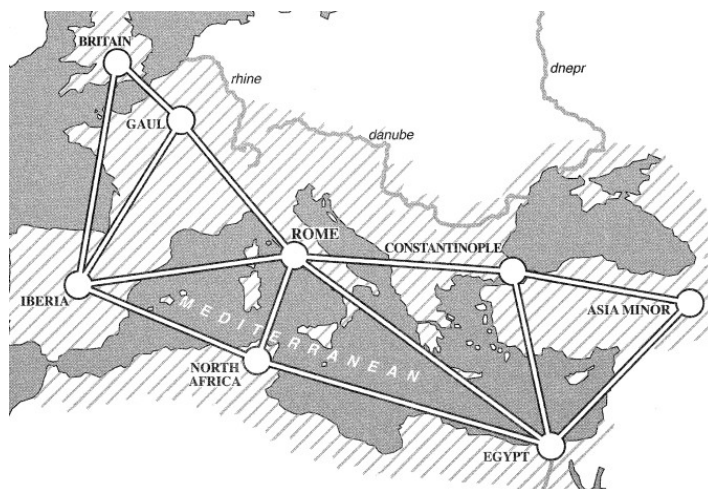 BRITAIN
rhine
dnepr
GAUL
danube
ROME
CONSTANTINOPLE
IBERIA
MEDITERRANEAN
ASIA MINOR
NORTH
AFRICA
EGYPT